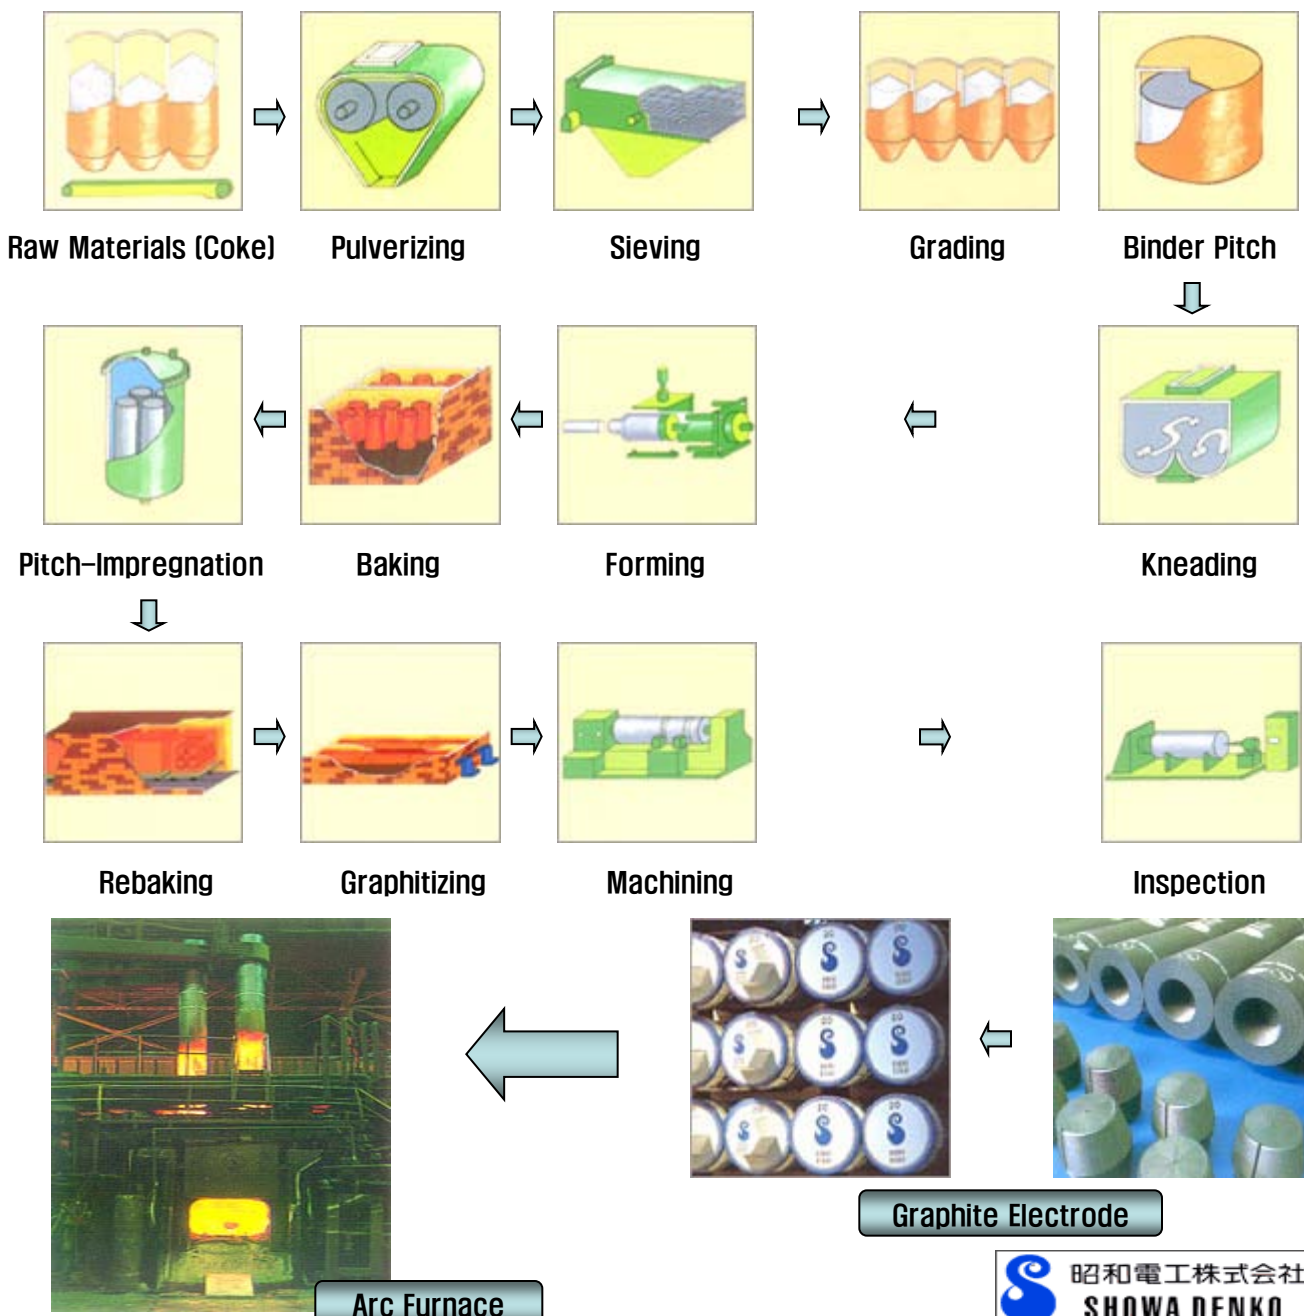 Raw Materials (Coke)
Pulverizing
Sieving
Grading
Binder Pitch
Pitch-Impregnation
Baking
Forming
Kneading
Rebaking
Graphitizing
Machining
Inspection
Graphite Electrode
Arc Furnace
昭和電工株式会社
SHOWA DENKO